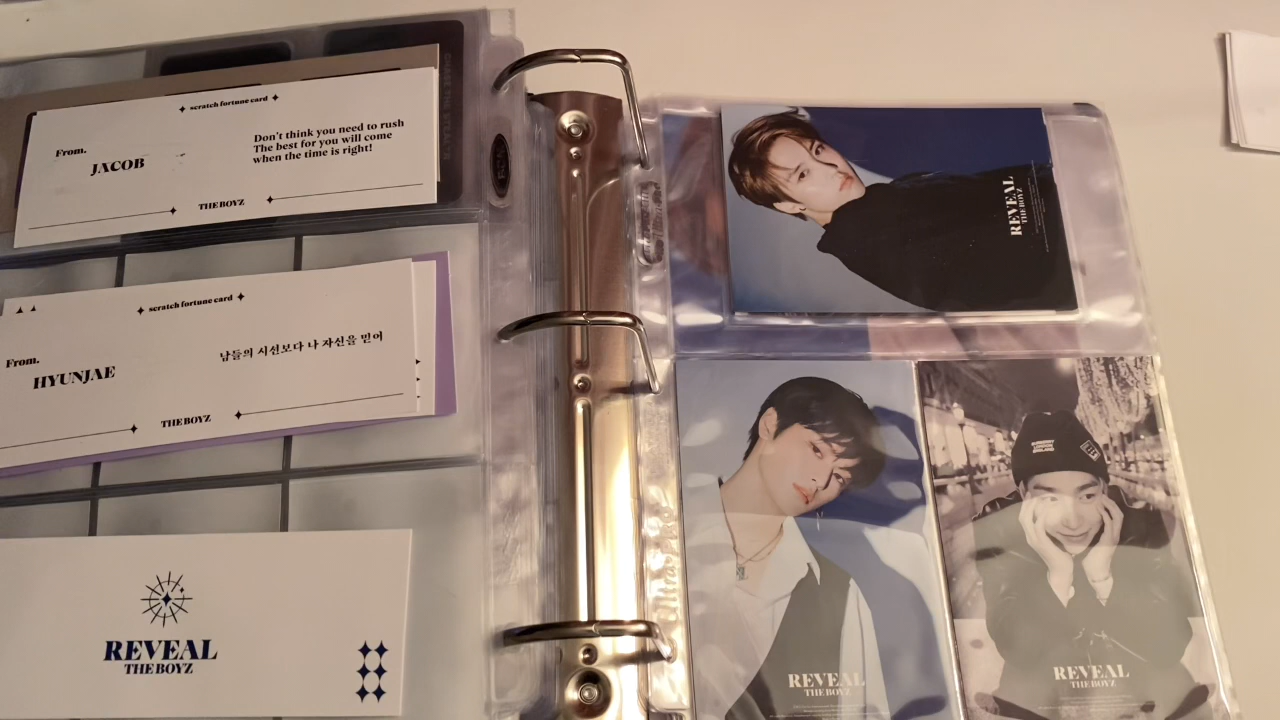 scratch fortune card
From.
JACOB
Don't think you need to rush
The best for you will come
when the time is right!
THE BOYZ
scratch fortune card
From.
HYUNJAE
남들의 시선보다 나 자신을 믿어
THE BOYZ
REVEAL
THE BOYZ
REVEAL
THE BOYZ
REVEAL
THE BOYZ
REVEAL
THE BOYZ